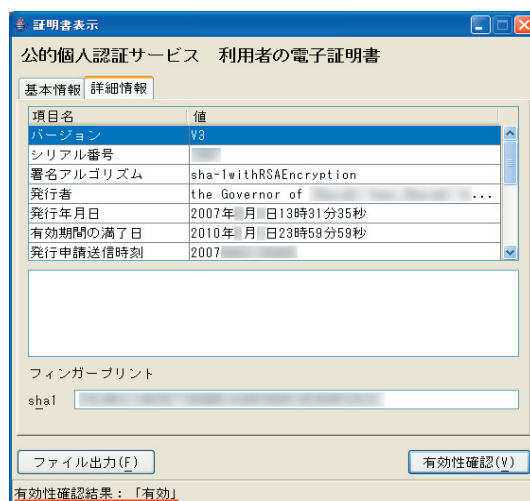 証明書表示
公的個人認証サービス 利用者の電子証明書
基本情報 詳細情報
項目名 値
バージョン V3
シリアル番号
署名アルゴリズム sha-1withRSAEncryption
発行者 the Governor of ...
発行年月日 2007年 月 日13時31分35秒
有効期間の満了日 2010年 月 日23時59分59秒
発行申請送信時刻 2007
フィンガープリント
sha1
ファイル出力(F) 有効性確認(V)
有効性確認結果：「有効」